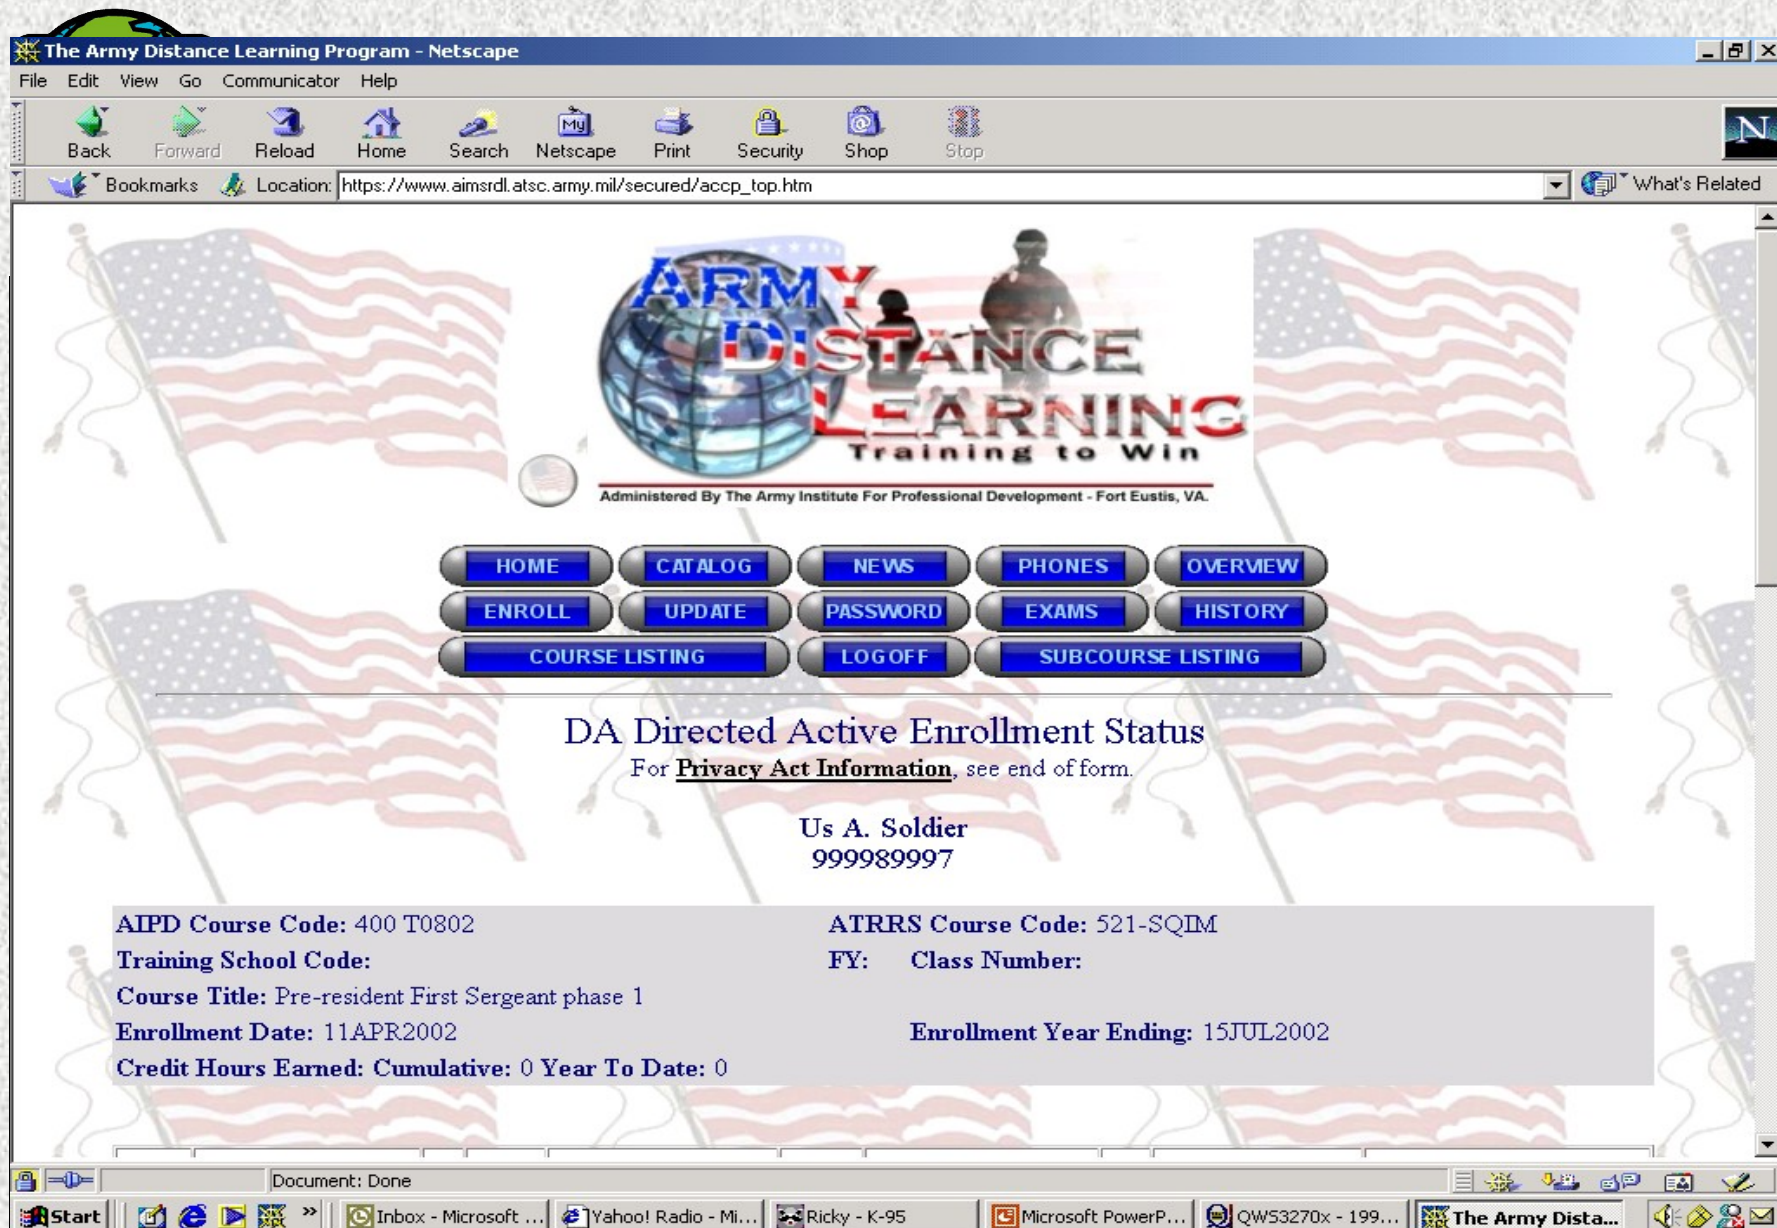 The Army Distance Learning Program - Netscape
File Edit View Go Communicator Help
My N
Back Forward Reload Home Search Netscape Print Security Shop Stop
Bookmarks Location: https://www.aimsrdl.atsc.army.mil/secured/accp_top.htm What's Related
ARMY
DISTANCE
LEARNING
Training to Win
Administered By The Army Institute For Professional Development - Fort Eustis, VA.
HOME CATALOG NEWS PHONES OVERVIEW
ENROLL UPDATE PASSWORD EXAMS HISTORY
COURSE LISTING LOGOFF SUBCOURSE LISTING
DA Directed Active Enrollment Status
For Privacy Act Information, see end of form.
Us A. Soldier
999989997
AIPD Course Code: 400 T0802 ATRRS Course Code: 521-SQIM
Training School Code: FY: Class Number:
Course Title: Pre-resident First Sergeant phase 1
Enrollment Date: 11APR2002 Enrollment Year Ending: 15JUL2002
Credit Hours Earned: Cumulative: 0 Year To Date: 0
Document: Done
Start » Inbox - Microsoft ... Yahoo! Radio - Mi... Ricky - K-95 Microsoft PowerP... QWS3270x - 199... The Army Dista...